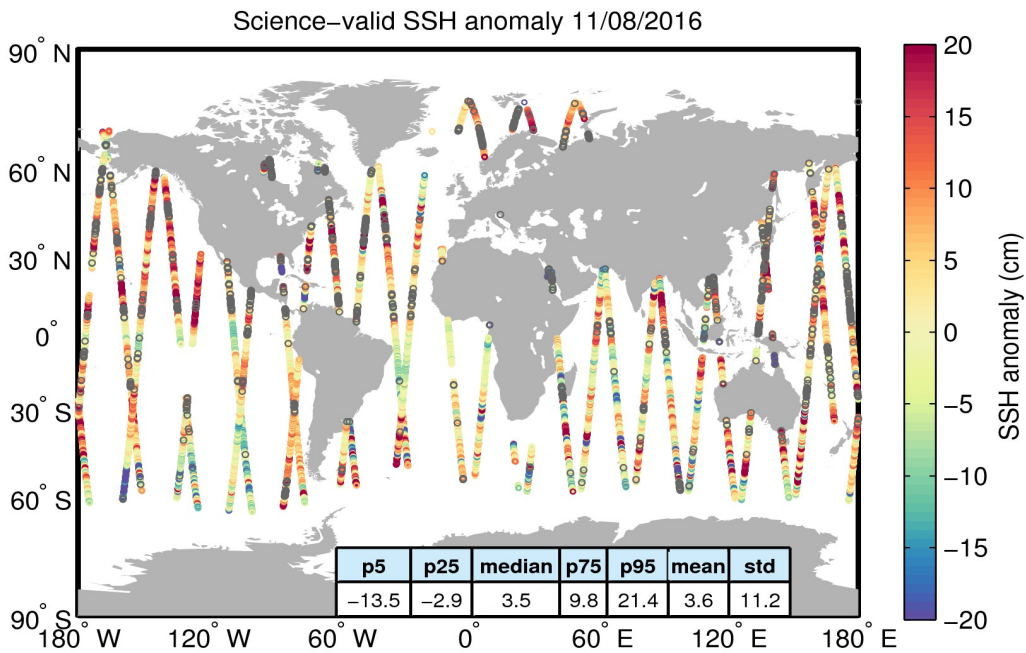 Science−valid SSH anomaly 11/08/2016
90° N
60° N
30° N
0°
30° S
60° S
90° S
180° W
120° W
60° W
0°
60° E
120° E
180° E
p5 p25 median p75 p95 mean std
−13.5 −2.9 3.5 9.8 21.4 3.6 11.2
20
15
10
5
0
−5
−10
−15
−20
SSH anomaly (cm)